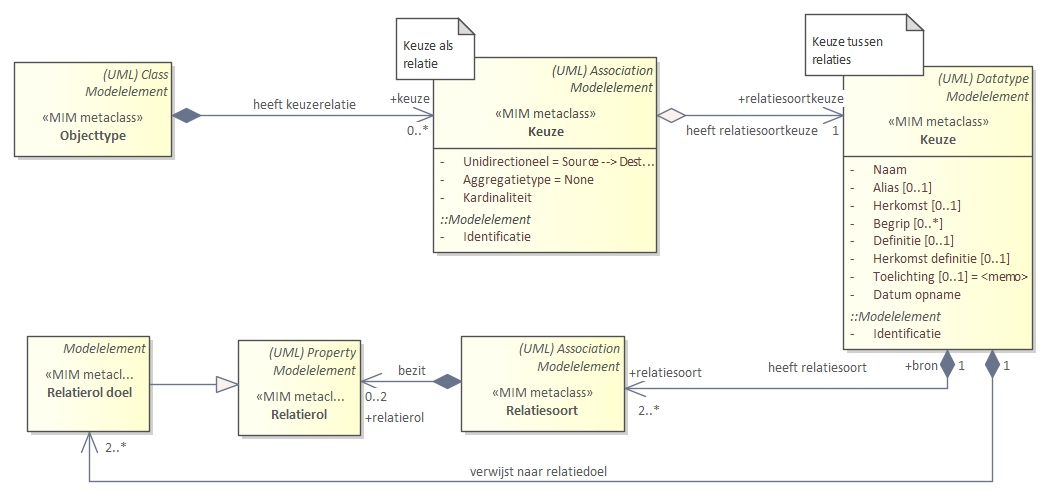 Keuze als
relatie
Keuze tussen
relaties
(UML) Class
Modelelement
«MIM metaclass»
Objecttype
heeft keuzerelatie
+keuze
0..*
(UML) Association
Modelelement
«MIM metaclass»
Keuze
- Unidirectioneel = Source --> Dest...
- Aggregatietype = None
- Kardinaliteit
::Modelelement
- Identificatie
+relatiesoortkeuze
heeft relatiesoortkeuze
1
(UML) Datatype
Modelelement
«MIM metaclass»
Keuze
- Naam
- Alias [0..1]
- Herkomst [0..1]
- Begrip [0..*]
- Definitie [0..1]
- Herkomst definitie [0..1]
- Toelichting [0..1] = <memo>
- Datum opname
::Modelelement
- Identificatie
Modelelement
«MIM metacl...
Relatierol doel
2..*
(UML) Property
Modelelement
«MIM metacl...
Relatierol
bezit
0..2
+relatierol
(UML) Association
Modelelement
«MIM metaclass»
Relatiesoort
+relatiesoort
2..*
heeft relatiesoort
+bron
1
1
verwijst naar relatiedoel